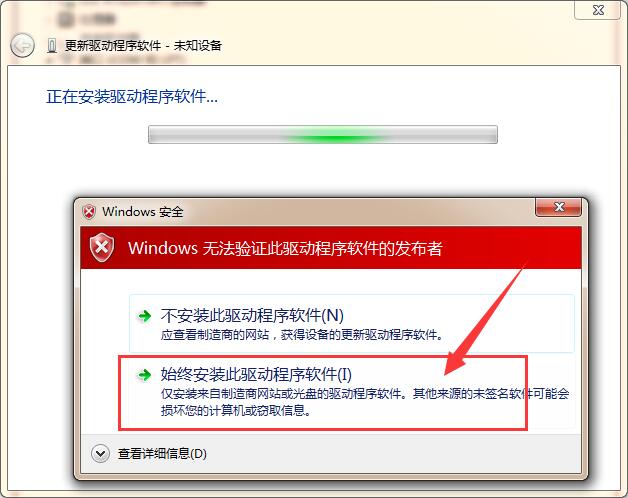 更新驱动程序软件 - 未知设备
正在安装驱动程序软件...
Windows 安全
Windows 无法验证此驱动程序软件的发布者
不安装此驱动程序软件(N)
应查看制造商的网站，获得设备的更新驱动程序软件。
始终安装此驱动程序软件(I)
仅安装来自制造商网站或光盘的驱动程序软件。其他来源的未签名软件可能会
损坏您的计算机或窃取信息。
查看详细信息(D)